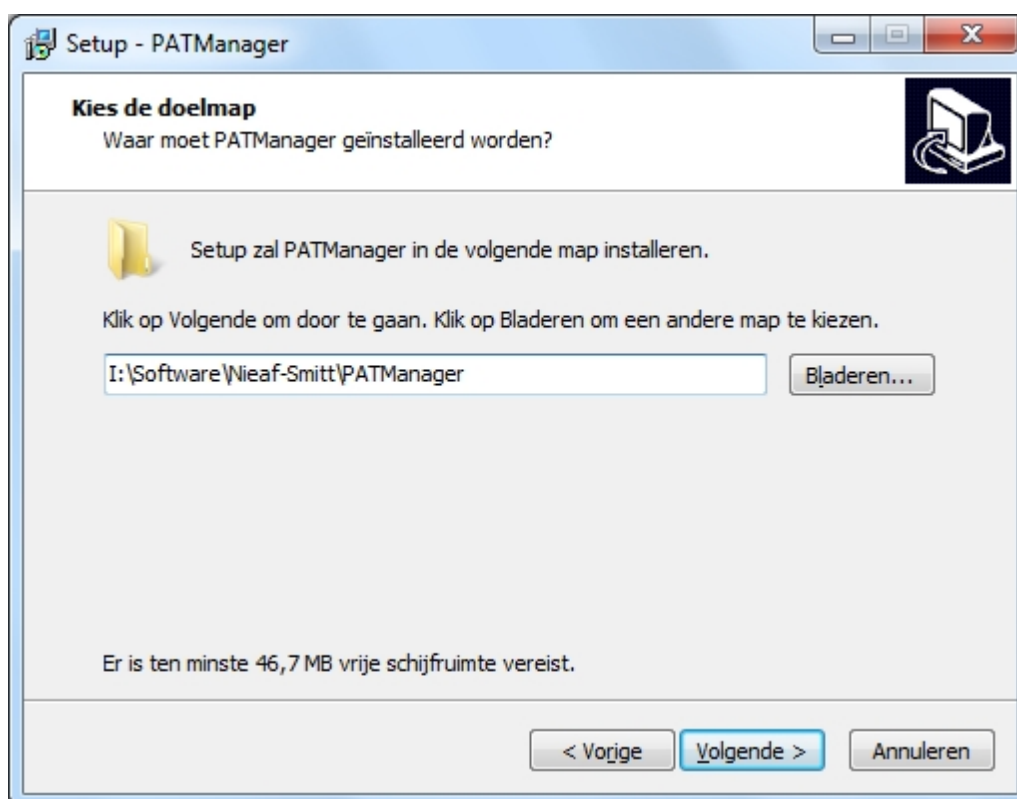 Setup - PATManager
Kies de doelmap
Waar moet PATManager geïnstalleerd worden?
Setup zal PATManager in de volgende map installeren.
Klik op Volgende om door te gaan. Klik op Bladeren om een andere map te kiezen.
I:\Software\Nieaf-Smitt\PATManager
Bladeren...
Er is ten minste 46,7 MB vrije schijfruimte vereist.
< Vorige
Volgende >
Annuleren